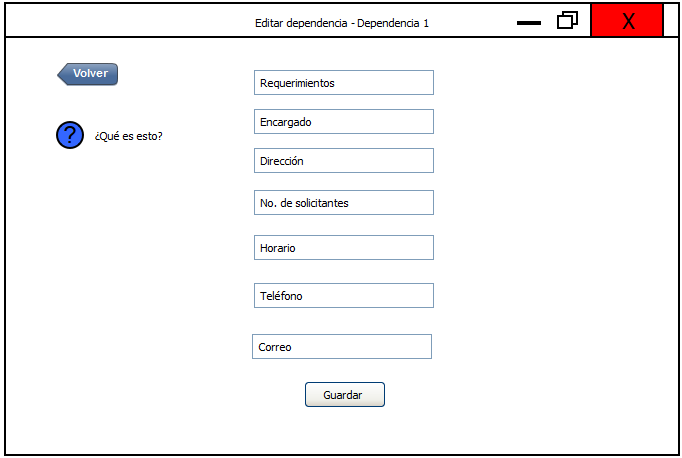 Editar dependencia - Dependencia 1
X
Volver
?
¿Qué es esto?
Requerimientos
Encargado
Dirección
No. de solicitantes
Horario
Teléfono
Correo
Guardar